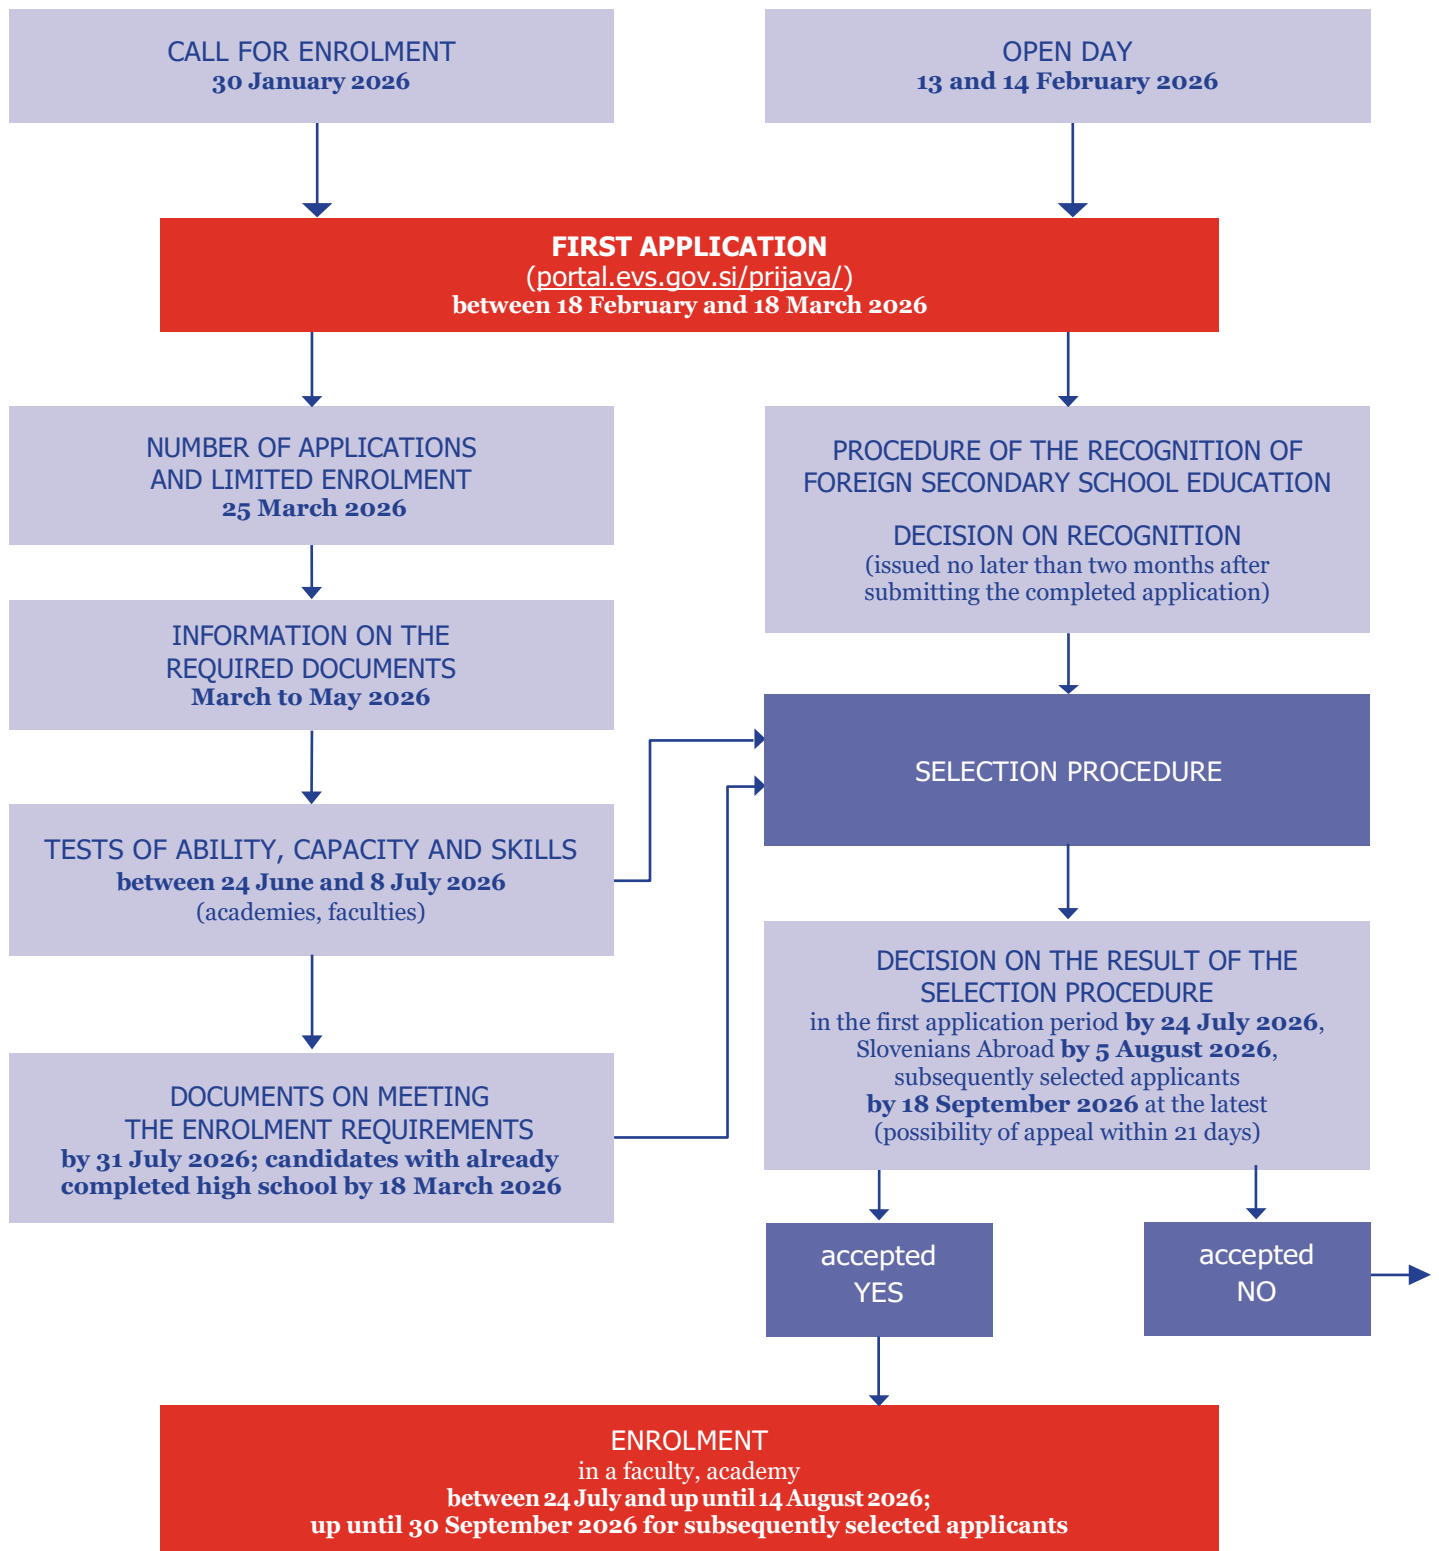 CALL FOR ENROLMENT
30 January 2026
OPEN DAY
13 and 14 February 2026
FIRST APPLICATION
(portal.evs.gov.si/prijava/)
between 18 February and 18 March 2026
NUMBER OF APPLICATIONS
AND LIMITED ENROLMENT
25 March 2026
PROCEDURE OF THE RECOGNITION OF
FOREIGN SECONDARY SCHOOL EDUCATION
DECISION ON RECOGNITION
(issued no later than two months after
submitting the completed application)
INFORMATION ON THE
REQUIRED DOCUMENTS
March to May 2026
SELECTION PROCEDURE
TESTS OF ABILITY, CAPACITY AND SKILLS
between 24 June and 8 July 2026
(academies, faculties)
DECISION ON THE RESULT OF THE
SELECTION PROCEDURE
in the first application period by 24 July 2026,
Slovenians Abroad by 5 August 2026,
subsequently selected applicants
by 18 September 2026 at the latest
(possibility of appeal within 21 days)
DOCUMENTS ON MEETING
THE ENROLMENT REQUIREMENTS
by 31 July 2026; candidates with already
completed high school by 18 March 2026
accepted
YES
accepted
NO
ENROLMENT
in a faculty, academy
between 24 July and up until 14 August 2026;
up until 30 September 2026 for subsequently selected applicants